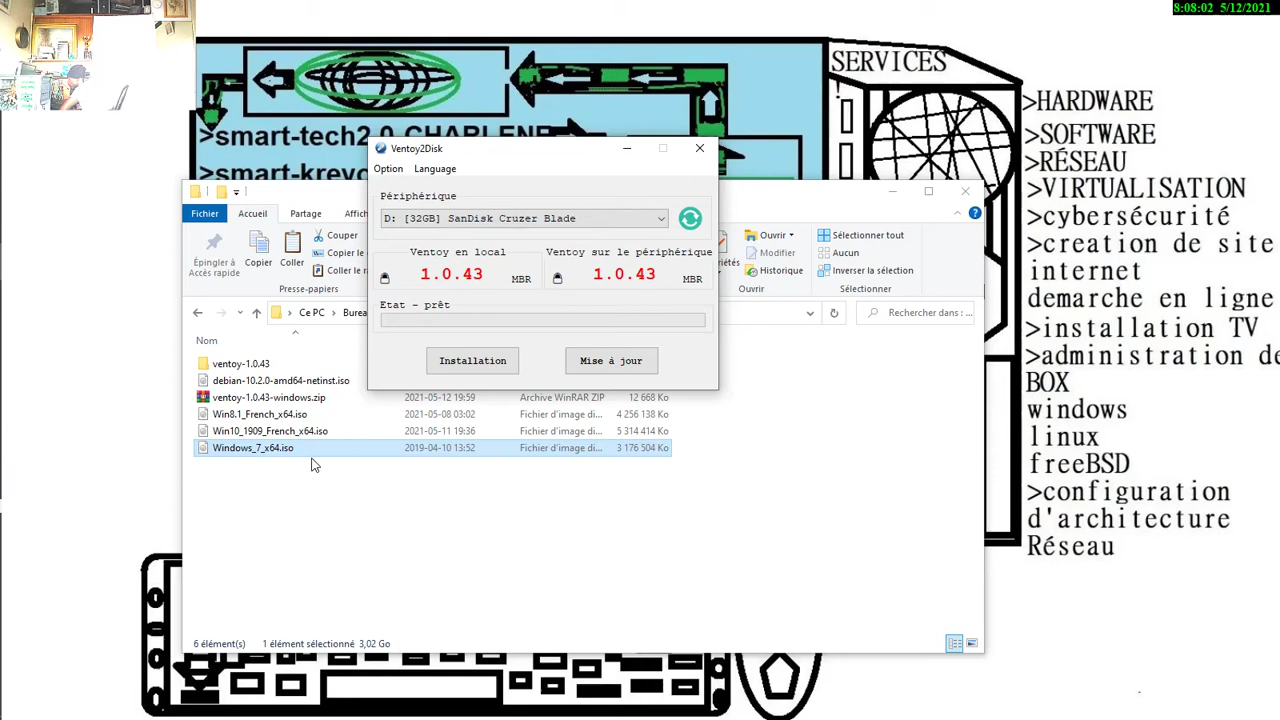 8:08:02 5/12/2021
SERVICES
>HARDWARE
>SOFTWARE
>RÉSEAU
>VIRTUALISATION
>cybersécurité
>creation de site
internet
demarche en ligne
>installation TV
>administration de
BOX
windows
linux
freeBSD
>configuration
d'architecture
Réseau
>smart-tech2.0 CHARLENE
>smart-krevo
Ventoy2Disk
Option Language
Périphérique
D: [32GB] SanDisk Cruzer Blade
Ventoy en local Ventoy sur le périphérique
1.0.43 MBR 1.0.43 MBR
Etat - prêt
Installation Mise à jour
Fichier Accueil Partage Affich
Épingler à
Accès rapide
Copier
Coller
Couper
Copier le
Coller le r
Presse-papiers
riétés
Ouvrir
Modifier
Historique
Ouvrir
Sélectionner tout
Aucun
Inverser la sélection
Sélectionner
Ce PC Burea
Rechercher dans : ...
Nom
ventoy-1.0.43
debian-10.2.0-amd64-netinst.iso
ventoy-1.0.43-windows.zip 2021-05-12 19:59 Archive WinRAR ZIP 12 668 Ko
Win8.1_French_x64.iso 2021-05-08 03:02 Fichier d'image di... 4 256 138 Ko
Win10_1909_French_x64.iso 2021-05-11 19:36 Fichier d'image di... 5 314 414 Ko
Windows_7_x64.iso 2019-04-10 13:52 Fichier d'image di... 3 176 504 Ko
6 élément(s) 1 élément sélectionné 3,02 Go